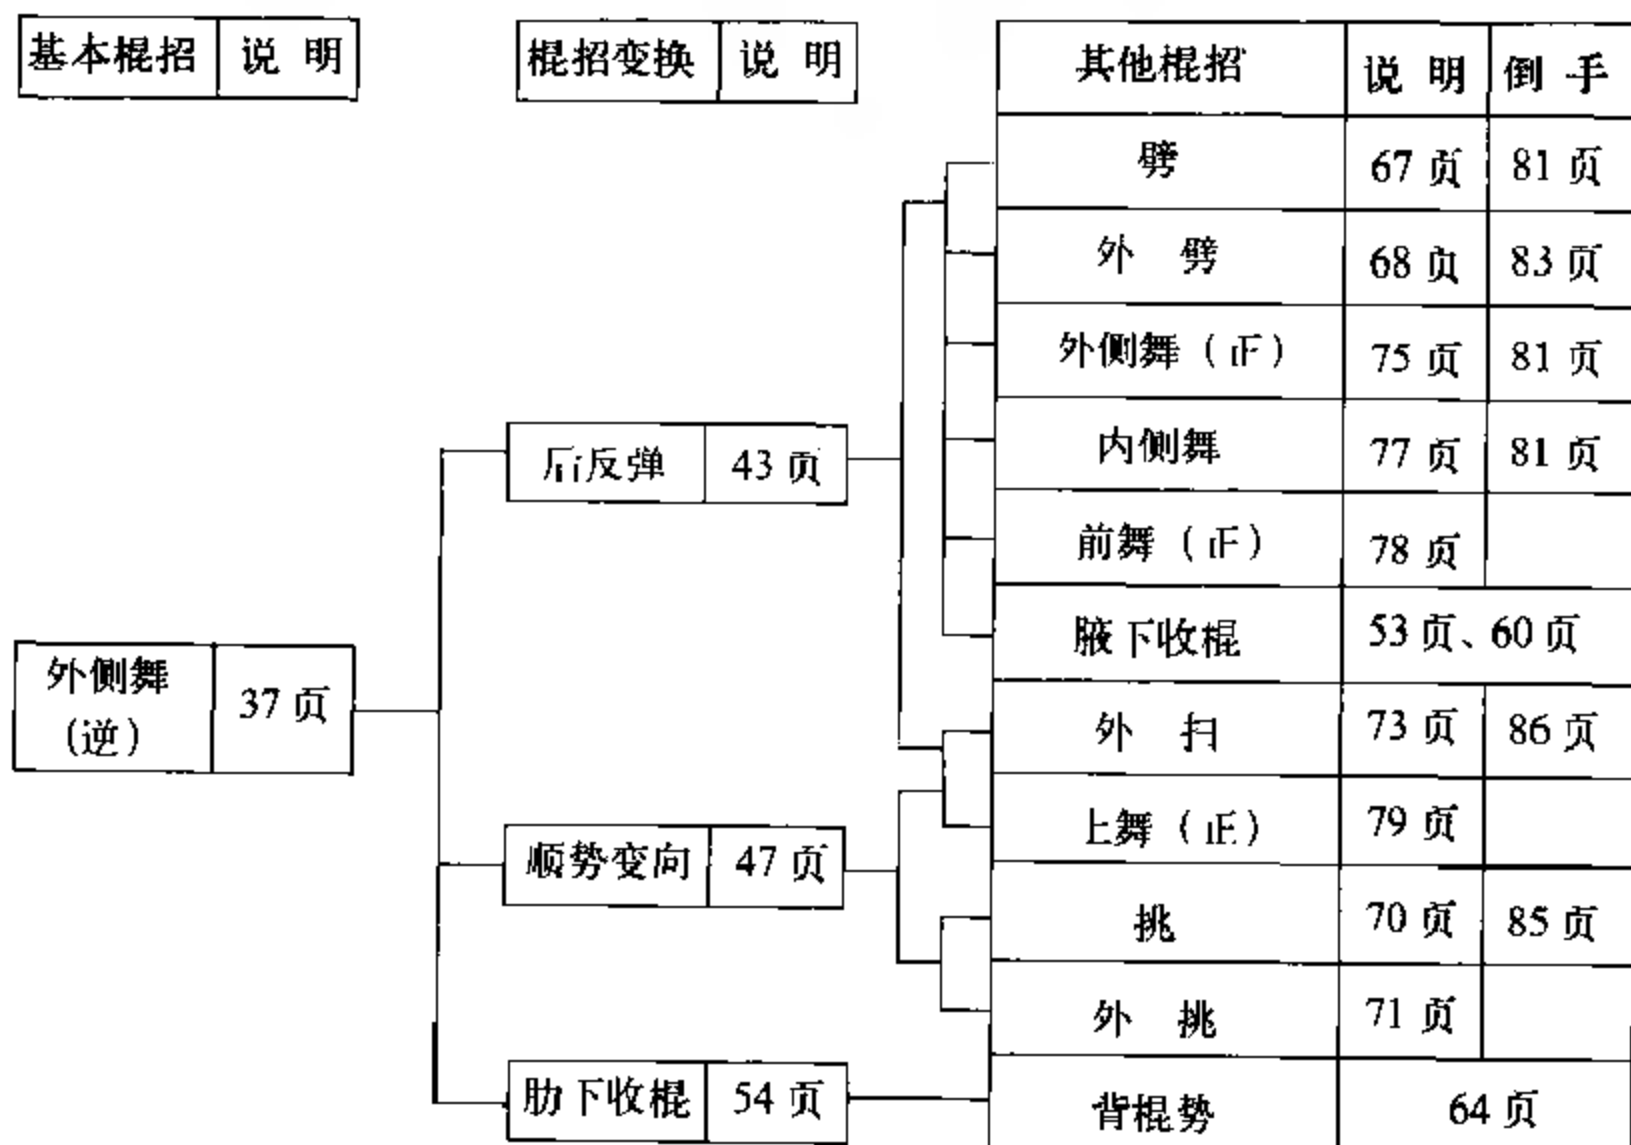 基本棍招 说 明 棍招变换 说 明 其他棍招 说 明 倒 手
劈 67 页 81 页
外 劈 68 页 83 页
外侧舞（正） 75 页 81 页
后反弹 43 页 内侧舞 77 页 81 页
前舞（正） 78 页
腋下收棍 53 页、60 页
外侧舞
(逆) 37 页
外 扫 73 页 86 页
上舞（正） 79 页
顺势变向 47 页
挑 70 页 85 页
外 挑 71 页
肋下收棍 54 页 背棍势 64 页